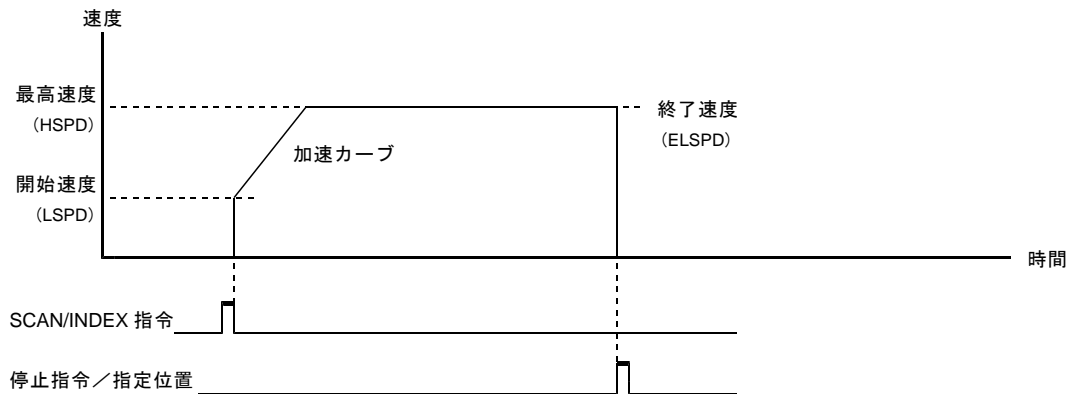 速度
最高速度
（HSPD）
終了速度
（ELSPD）
加速カーブ
開始速度
（LSPD）
時間
SCAN/INDEX 指令
停止指令／指定位置